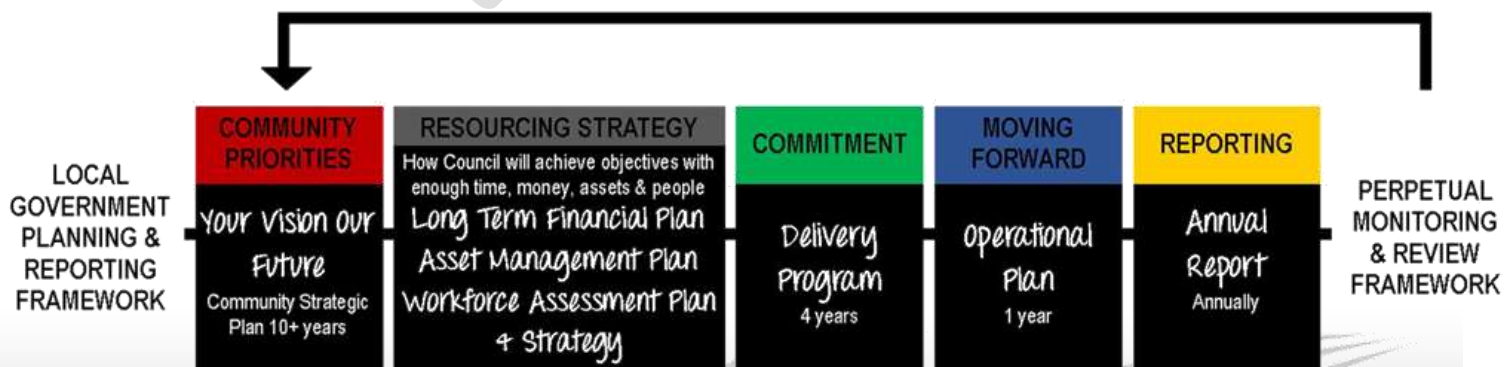 LOCAL
GOVERNMENT
PLANNING &
REPORTING
FRAMEWORK
COMMUNITY
PRIORITIES
Your Vision Our
Future
Community Strategic
Plan 10+ years
RESOURCING STRATEGY
How Council will achieve objectives with
enough time, money, assets & people
Long Term Financial Plan
Asset Management Plan
Workforce Assessment Plan
& Strategy
COMMITMENT
Delivery
Program
4 years
MOVING
FORWARD
Operational
Plan
1 year
REPORTING
Annual
Report
Annually
PERPETUAL
MONITORING
& REVIEW
FRAMEWORK